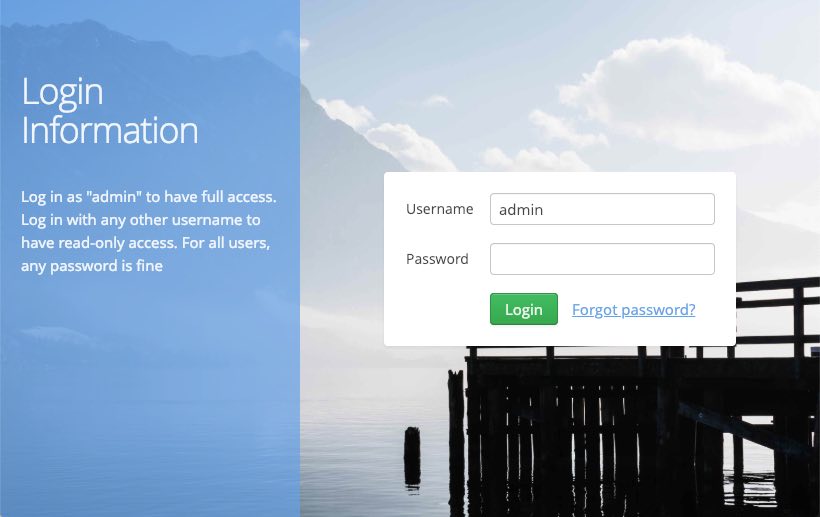 Login
Information
Log in as "admin" to have full access.
Log in with any other username to
have read-only access. For all users,
any password is fine
Username admin
Password
Login Forgot password?